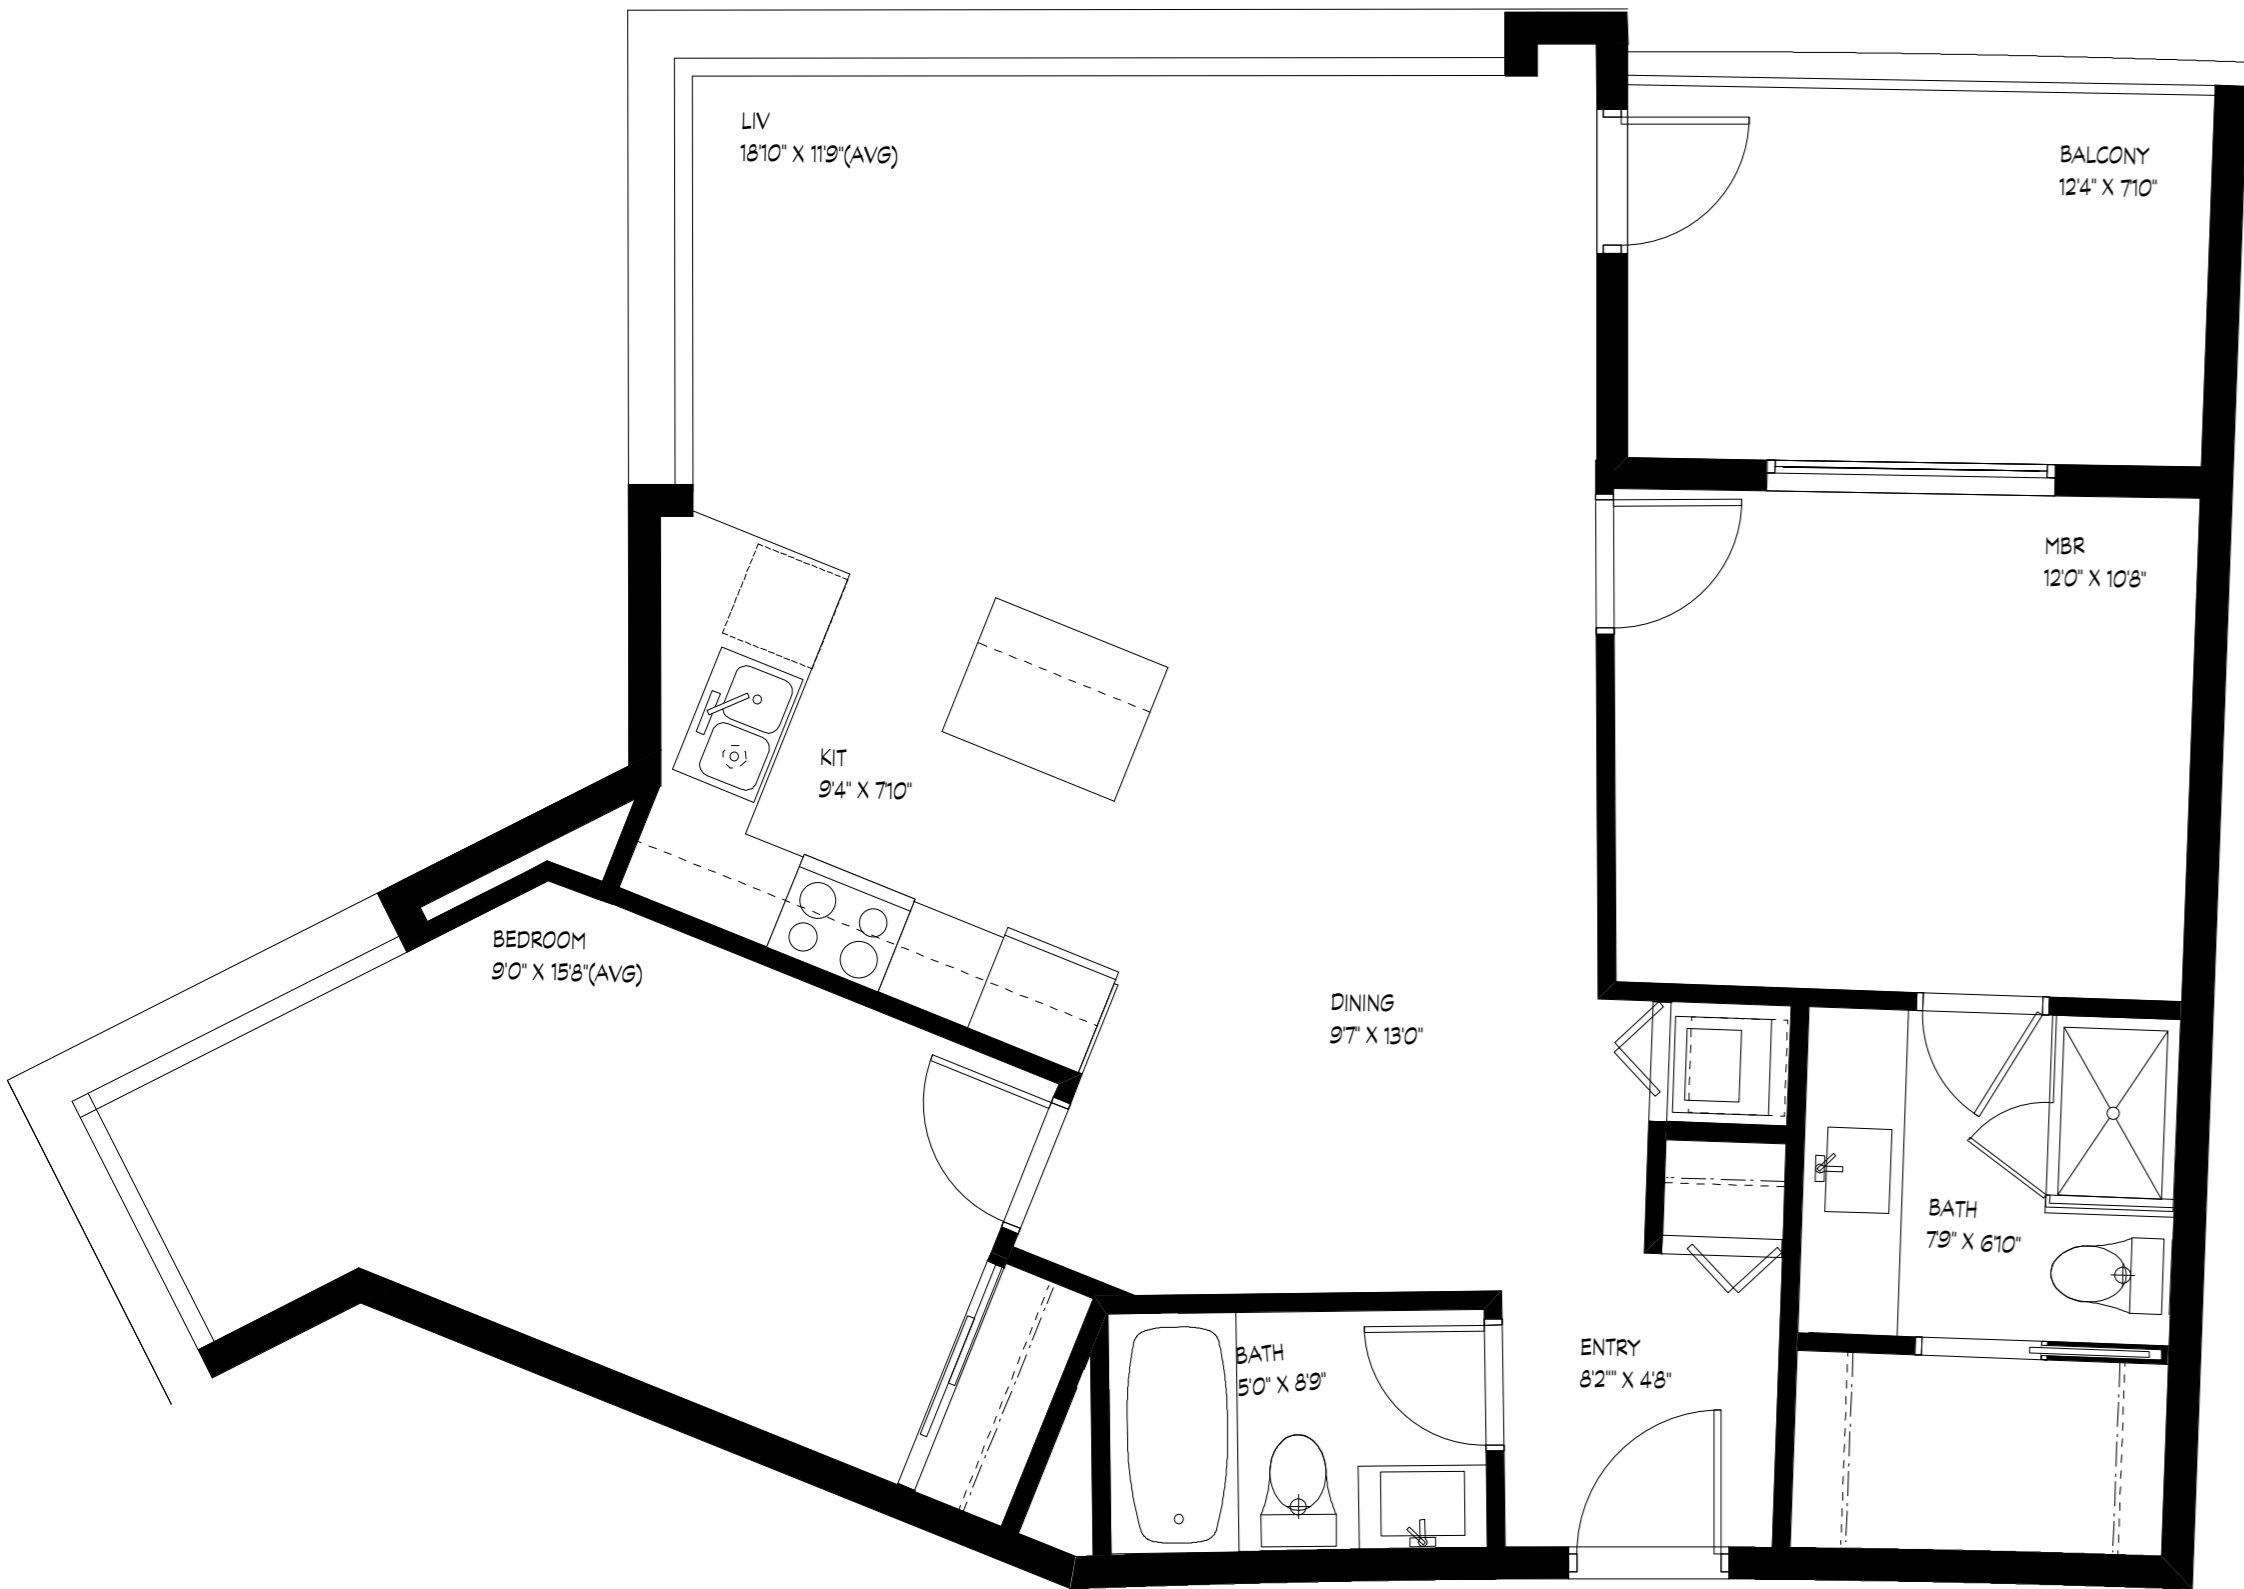 LIV
18'10" X 11'9"(AVG)
BALCONY
12'4" X 7'10"
MBR
12'0" X 10'8"
KIT
9'4" X 7'10"
BEDROOM
9'0" X 15'8"(AVG)
DINING
9'7" X 13'0"
BATH
7'9" X 6'10"
BATH
5'0" X 8'9"
ENTRY
8'2"" X 4'8"